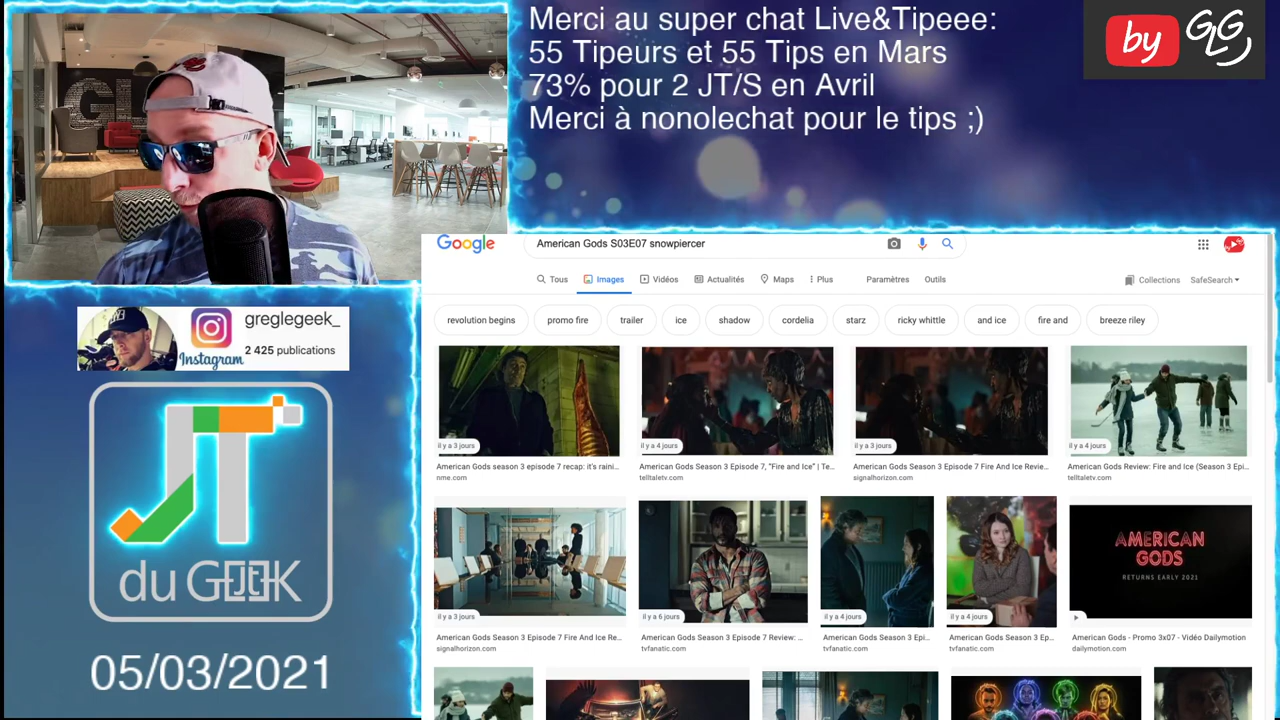 Merci au super chat Live&Tipeee:
55 Tipeurs et 55 Tips en Mars
73% pour 2 JT/S en Avril
Merci à nonolechat pour le tips ;)
by GLG
Google
American Gods S03E07 snowpiercer
Tous Images Vidéos Actualités Maps Plus Paramètres Outils Collections SafeSearch
revolution begins promo fire trailer ice shadow cordelia starz ricky whittle and ice fire and breeze riley
greglegeek_
2 425 publications
Instagram
il y a 3 jours il y a 4 jours il y a 3 jours il y a 4 jours
American Gods season 3 episode 7 recap: it's raini... American Gods Season 3 Episode 7, "Fire and Ice" | Te... American Gods Season 3 Episode 7 Fire And Ice Revie... American Gods Review: Fire and Ice (Season 3 Epi...
nme.com telltaletv.com signalhorizon.com telltaletv.com
AMERICAN
GODS
RETURNS EARLY 2021
il y a 3 jours il y a 6 jours il y a 4 jours il y a 4 jours
American Gods Season 3 Episode 7 Fire And Ice Re... American Gods Season 3 Episode 7 Review: ... American Gods Season 3 Epi... American Gods Season 3 Ep... American Gods - Promo 3x07 - Vidéo Dailymotion
signalhorizon.com tvfanatic.com tvfanatic.com tvfanatic.com dailymotion.com
JT
du GEEK
05/03/2021